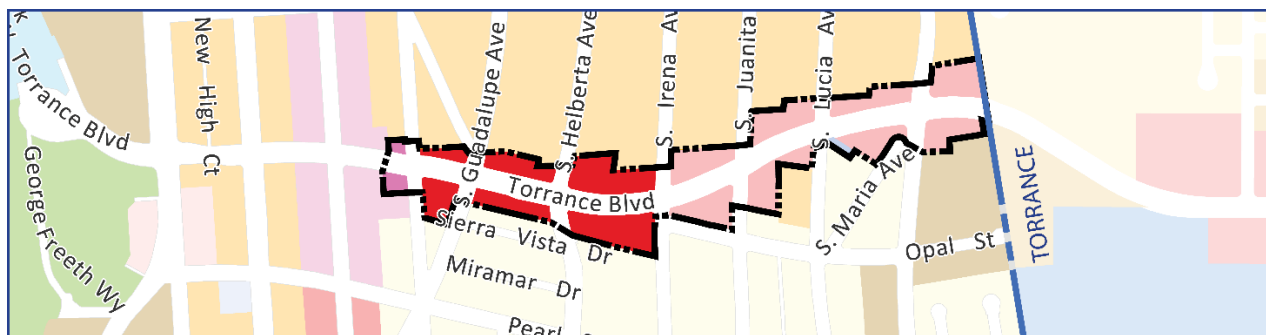 Torrance Blvd
George Freeth Wy
New High Ct
S. Guadalupe Ave
S. Helberta Ave
S. Irena Av
S. Juanita
S. Lucia Av
Torrance Blvd
Sierra Vista Dr
Miramar Dr
Pearl
S. Maria Ave
Opal St
TORRANCE